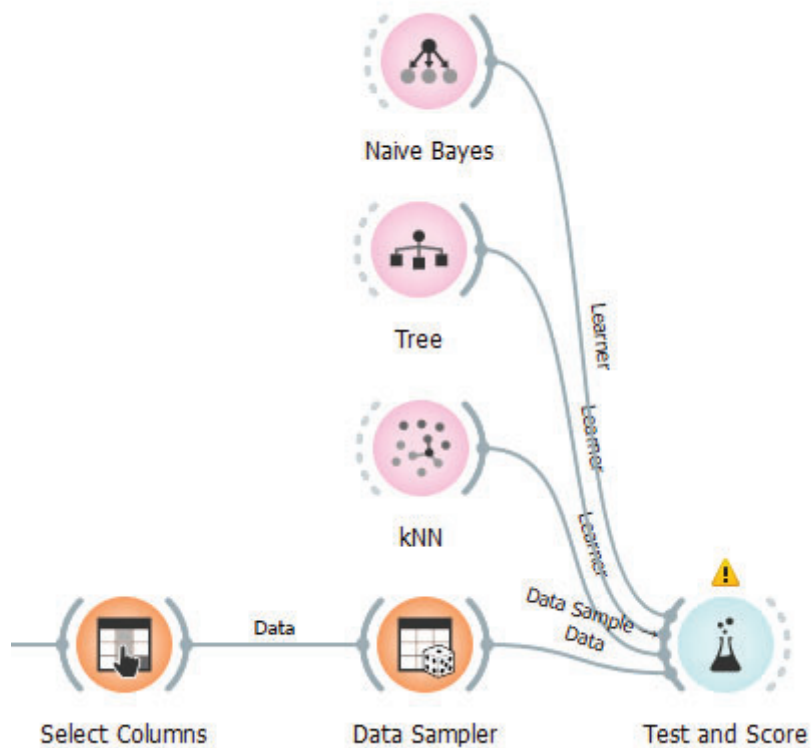 Naive Bayes
Tree
kNN
Learner
Learner
Learner
Data Sample → Data
Data
Select Columns
Data Sampler
Test and Score